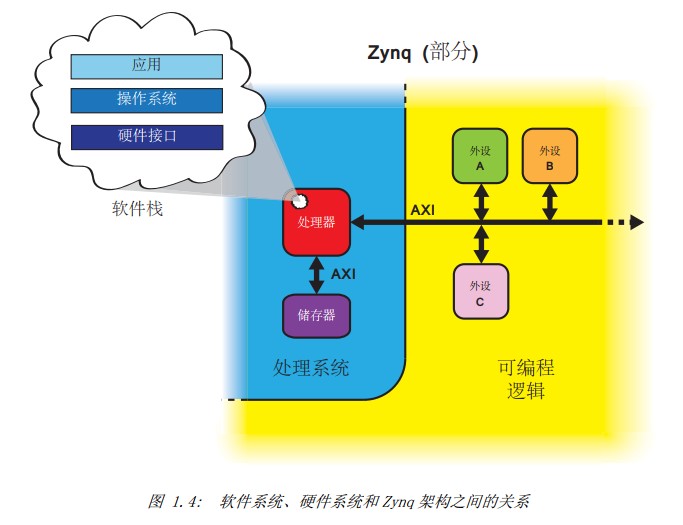 Zynq (部分)
应用
操作系统
硬件接口
软件栈
外设
A
外设
B
AXI
处理器
AXI
外设
C
储存器
处理系统
可编程
逻辑
图 1.4: 软件系统、硬件系统和 Zynq 架构之间的关系